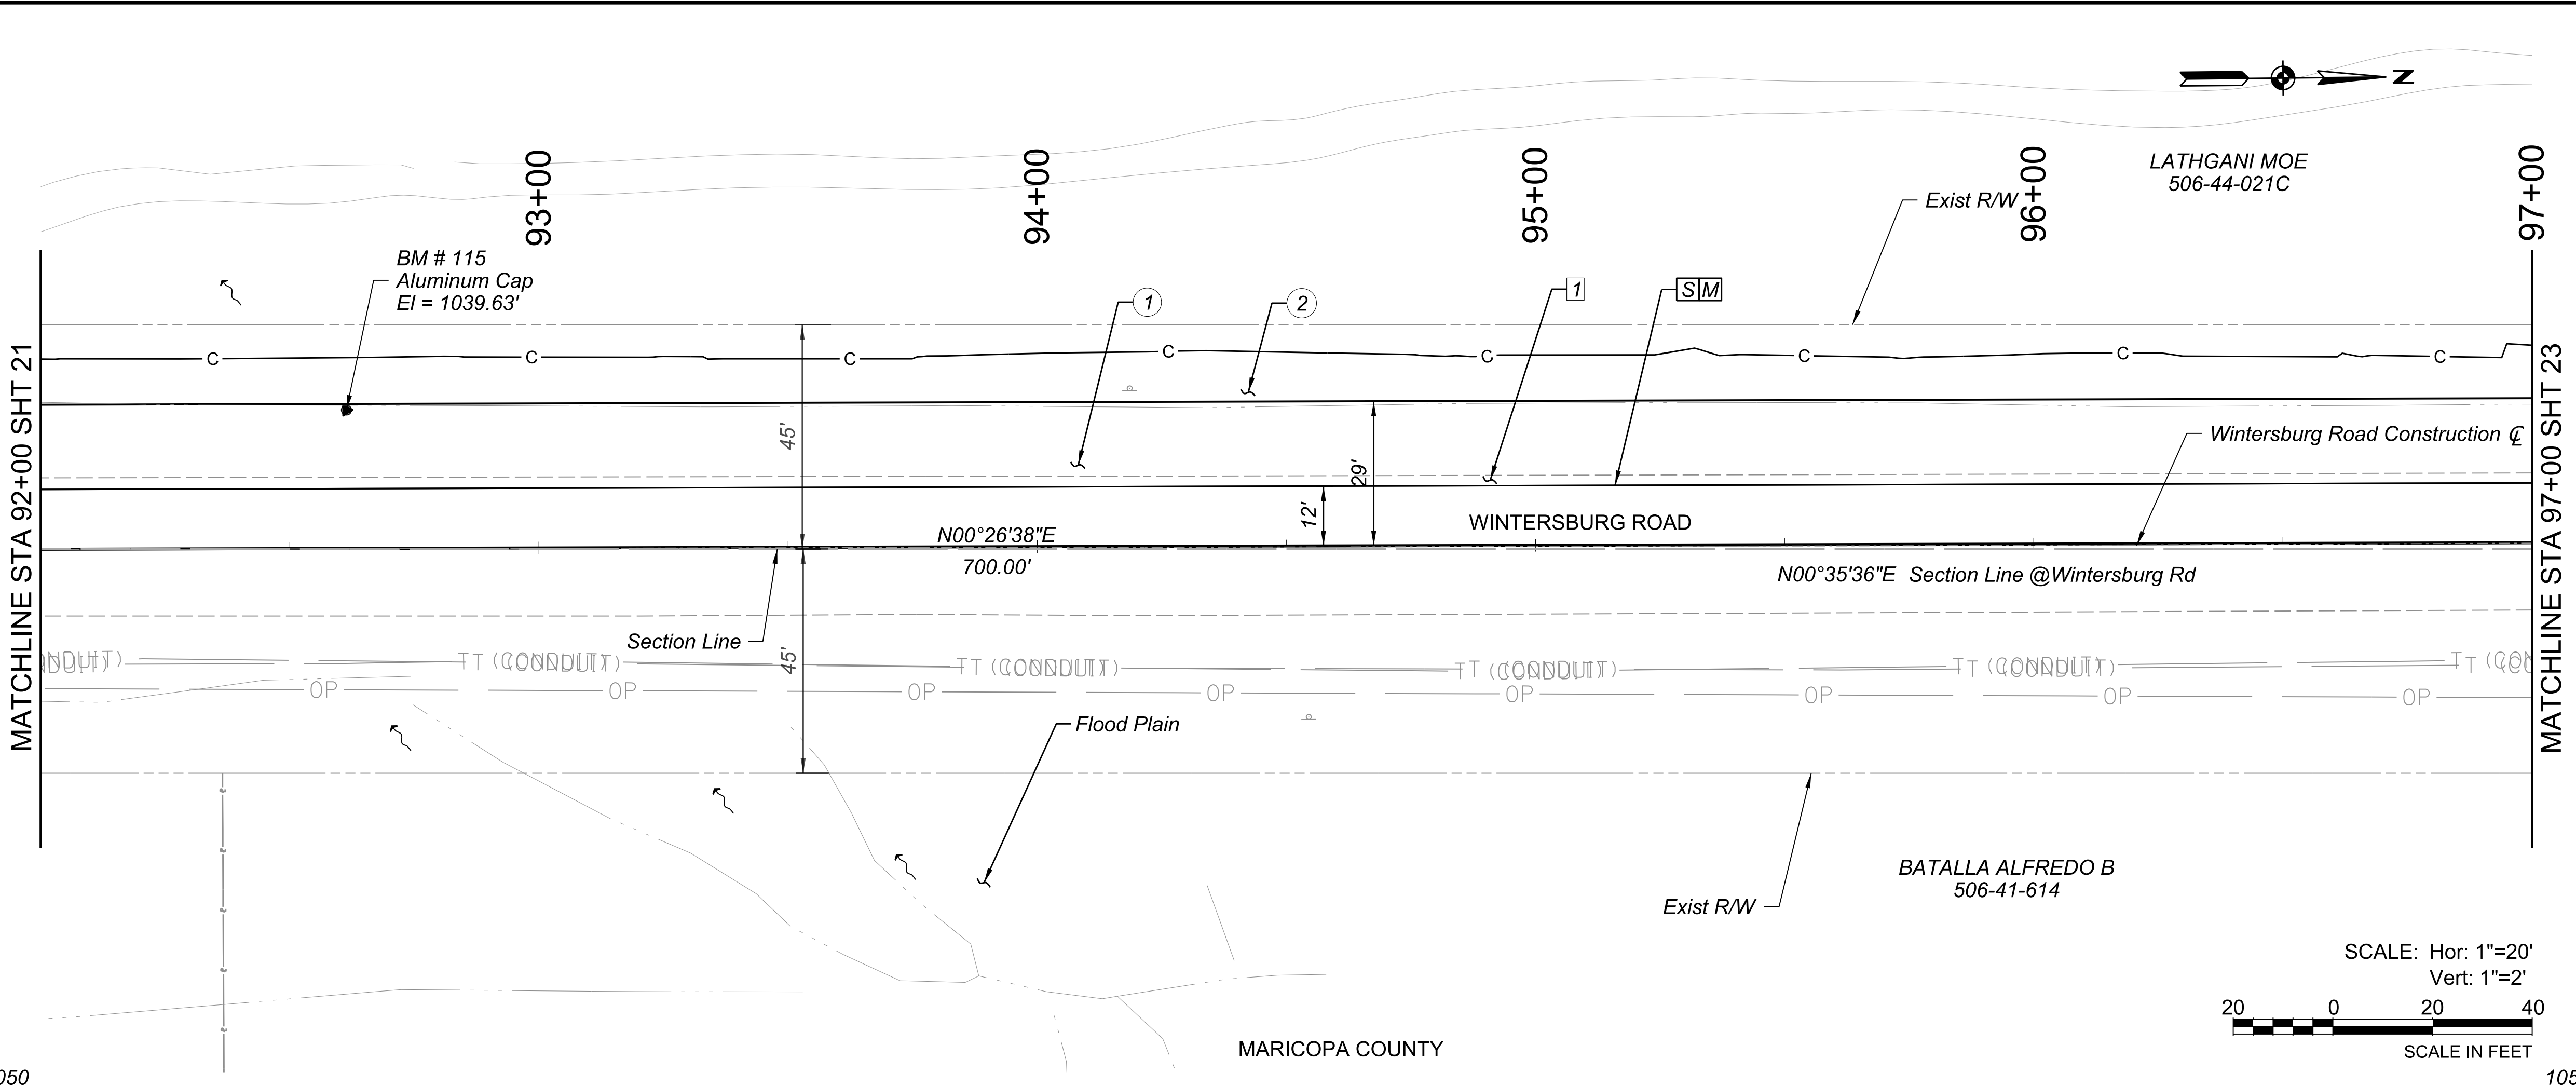 N
LATHGANI MOE
506-44-021C
93+00
94+00
95+00
96+00
97+00
Exist R/W
BM # 115
Aluminum Cap
El = 1039.63'
1
2
1
S M
C C C C C C C C
MATCHLINE STA 92+00 SHT 21
MATCHLINE STA 97+00 SHT 23
45'
29'
12'
Wintersburg Road Construction ℄
WINTERSBURG ROAD
N00°26'38"E
700.00'
N00°35'36"E Section Line @Wintersburg Rd
Section Line
45'
TT (CONDUIT) TT (CONDUIT) TT (CONDUIT) TT (CONDUIT)
OP OP OP OP OP OP OP OP
Flood Plain
BATALLA ALFREDO B
506-41-614
Exist R/W
SCALE: Hor: 1"=20'
Vert: 1"=2'
20 0 20 40
SCALE IN FEET
MARICOPA COUNTY
050
105